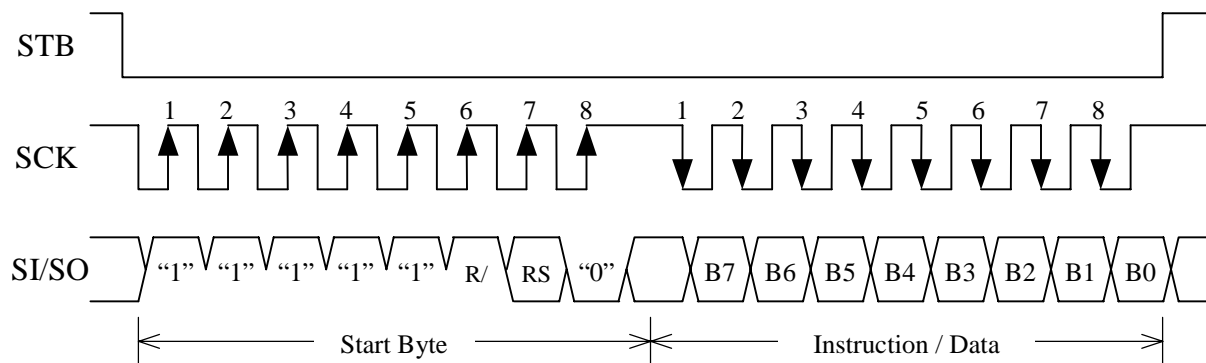 STB
1 2 3 4 5 6 7 8 1 2 3 4 5 6 7 8
SCK
SI/SO “1” “1” “1” “1” “1” R/ RS “0” B7 B6 B5 B4 B3 B2 B1 B0
Start Byte Instruction / Data